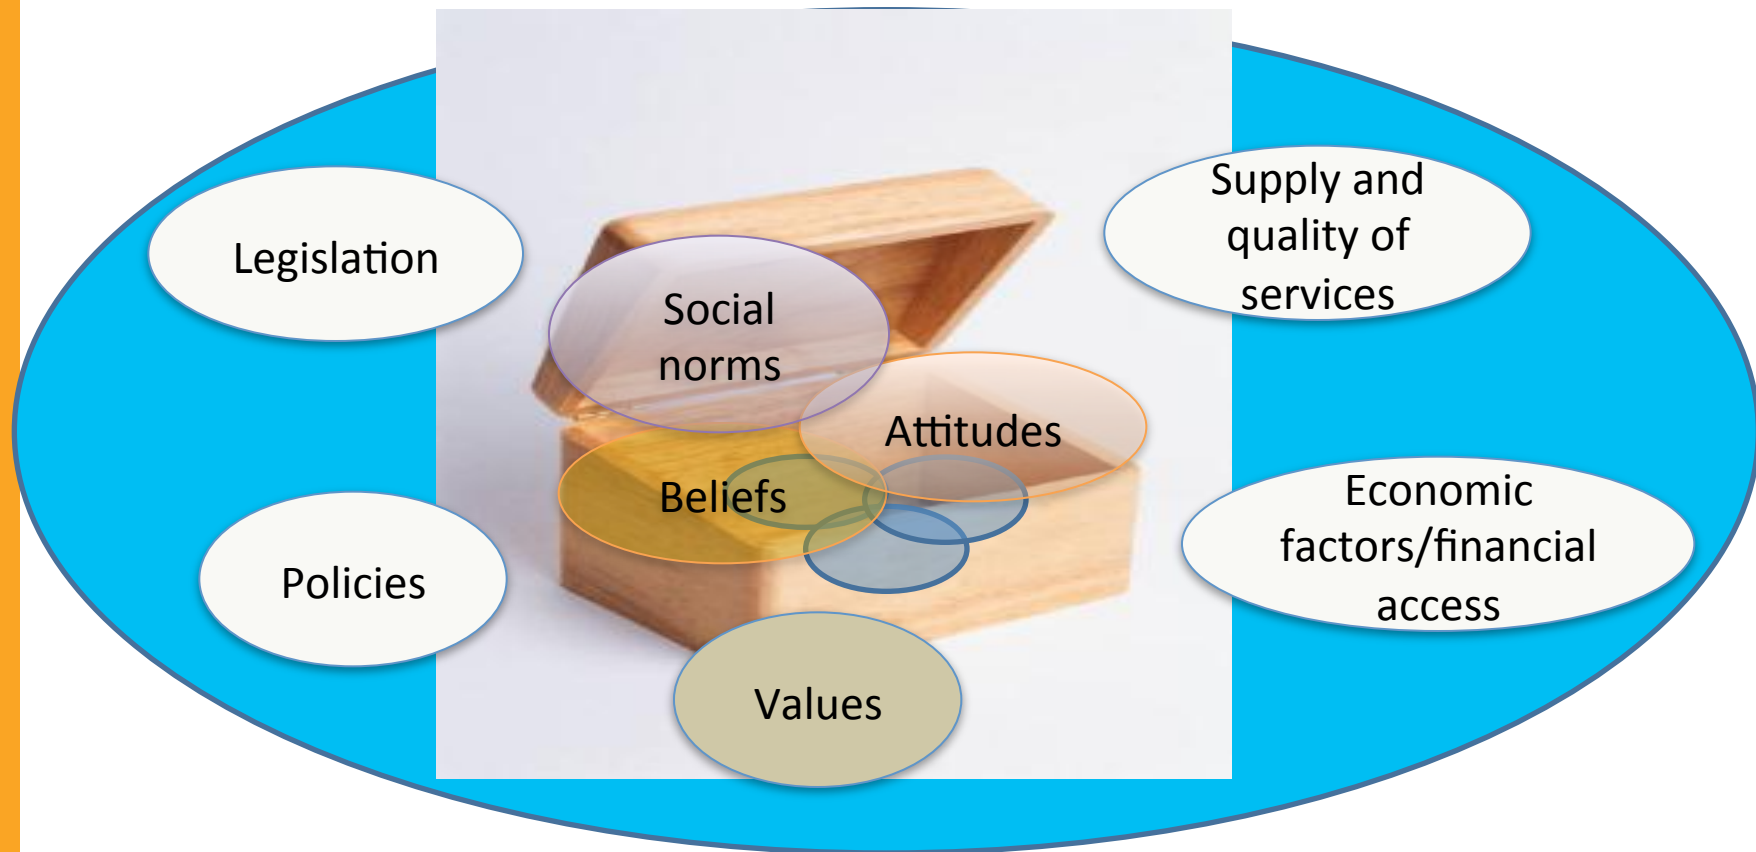 Legislation
Supply and
quality of
services
Social
norms
Attitudes
Beliefs
Economic
factors/financial
access
Policies
Values